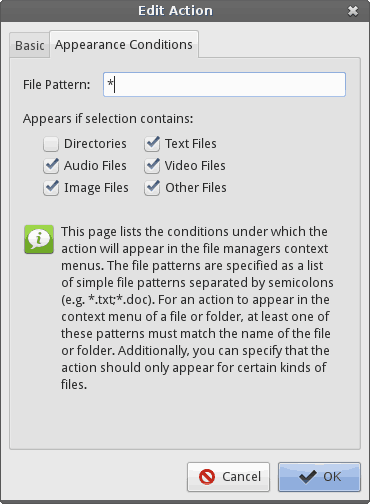 Edit Action
Basic Appearance Conditions
File Pattern: *
Appears if selection contains:
Directories Text Files
Audio Files Video Files
Image Files Other Files
This page lists the conditions under which the
action will appear in the file managers context
menus. The file patterns are specified as a list
of simple file patterns separated by semicolons
(e.g. *.txt;*.doc). For an action to appear in the
context menu of a file or folder, at least one of
these patterns must match the name of the file
or folder. Additionally, you can specify that the
action should only appear for certain kinds of
files.
Cancel OK